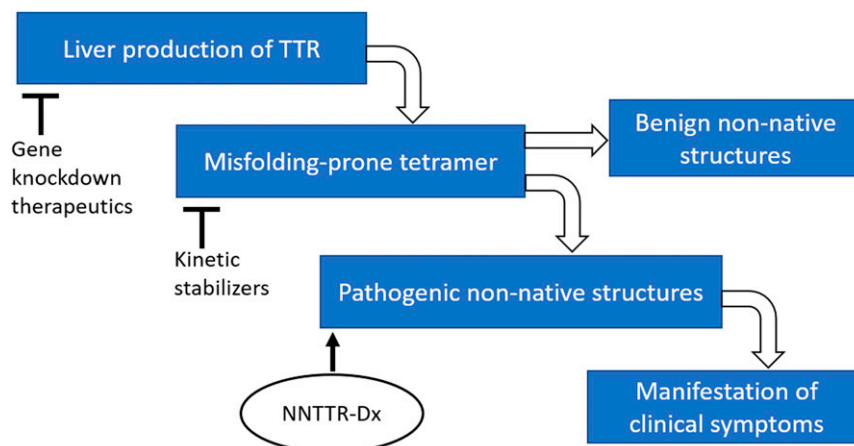 Liver production of TTR
Gene
knockdown
therapeutics
Misfolding-prone tetramer
Benign non-native
structures
Kinetic
stabilizers
Pathogenic non-native structures
NNTTR-Dx
Manifestation of
clinical symptoms